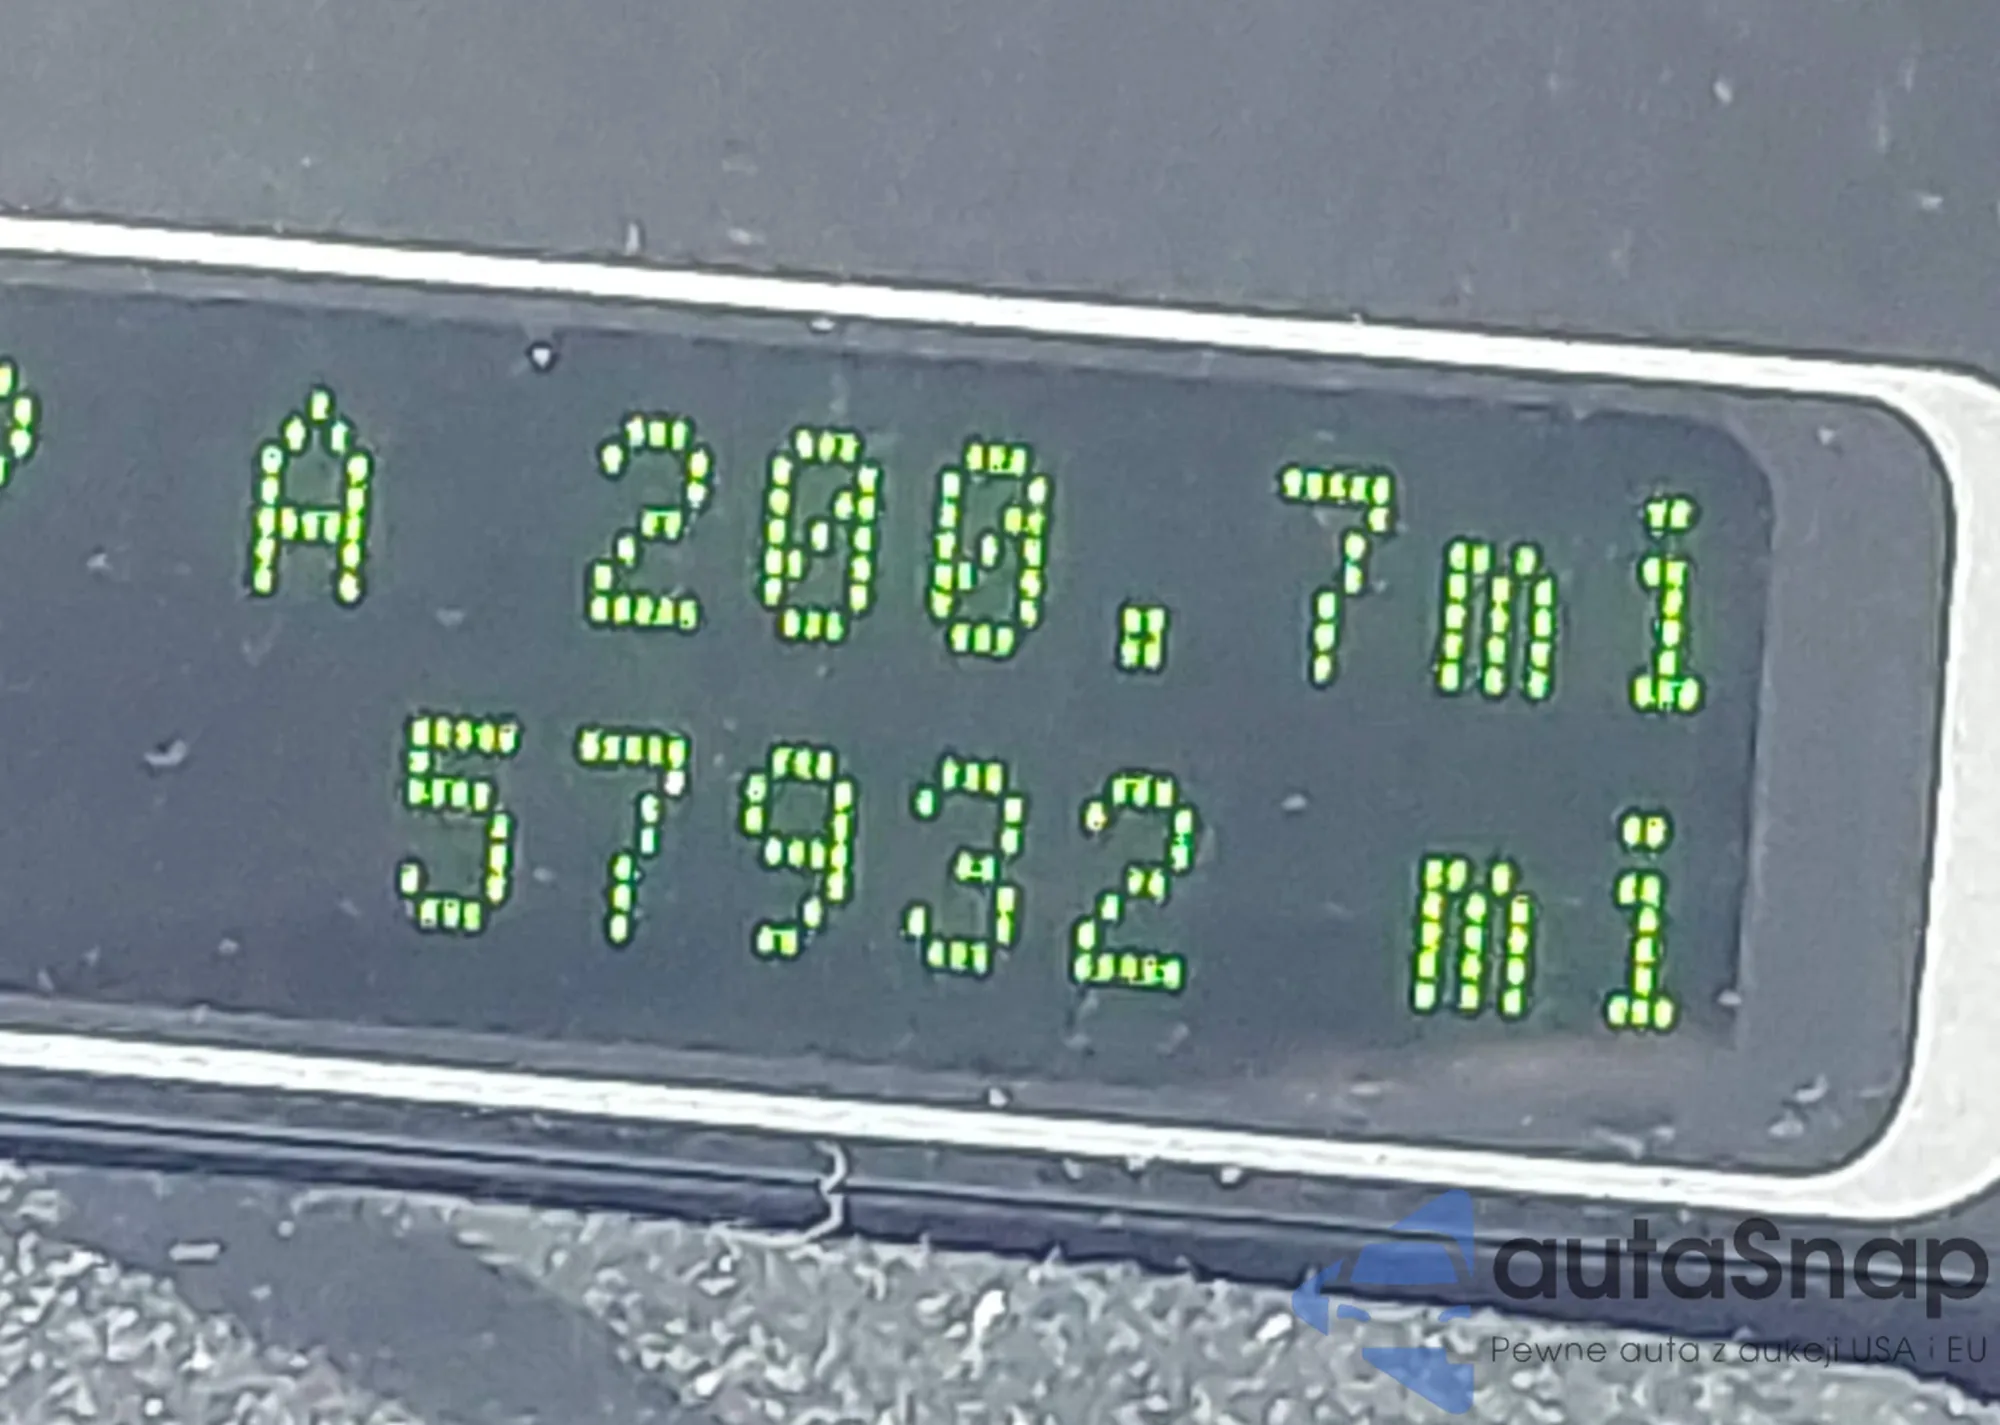 A 200.7mi
57932 mi
autaSnap
Pewne auta z aukcji USA i EU